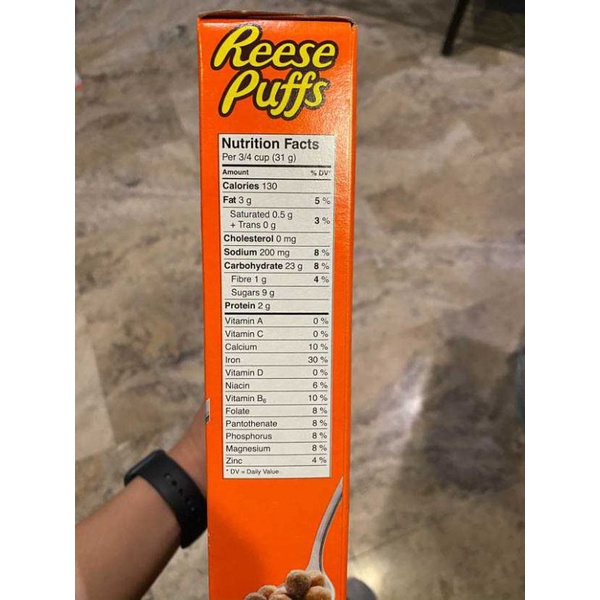 Reese
Puffs
Nutrition Facts
Per 3/4 cup (31 g)
Amount % DV*
Calories 130
Fat 3 g 5 %
Saturated 0.5 g
+ Trans 0 g 3 %
Cholesterol 0 mg
Sodium 200 mg 8 %
Carbohydrate 23 g 8 %
Fibre 1 g 4 %
Sugars 9 g
Protein 2 g
Vitamin A 0 %
Vitamin C 0 %
Calcium 10 %
Iron 30 %
Vitamin D 0 %
Niacin 6 %
Vitamin B₆ 10 %
Folate 8 %
Pantothenate 8 %
Phosphorus 8 %
Magnesium 8 %
Zinc 4 %
* DV = Daily Value